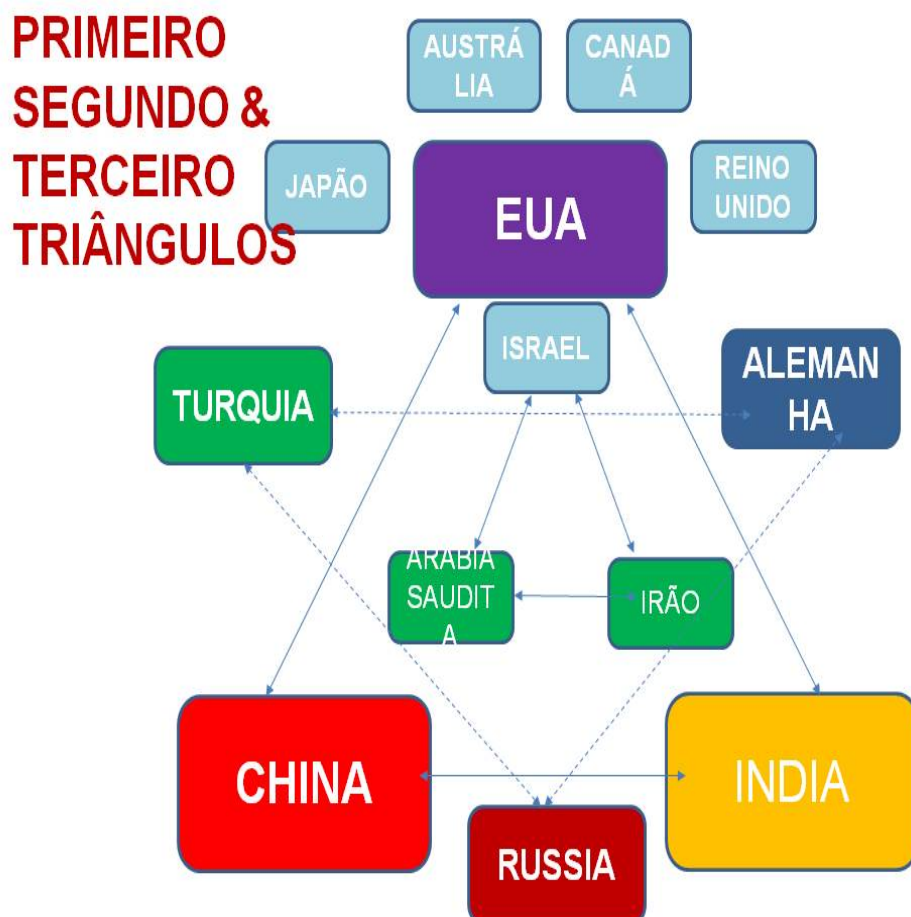 PRIMEIRO
SEGUNDO &
TERCEIRO
TRIÂNGULOS
AUSTRÁ
LIA
CANAD
Á
JAPÃO
EUA
REINO
UNIDO
ISRAEL
TURQUIA
ALEMAN
HA
ARABIA
SAUDIT
A
IRÃO
CHINA
INDIA
RUSSIA